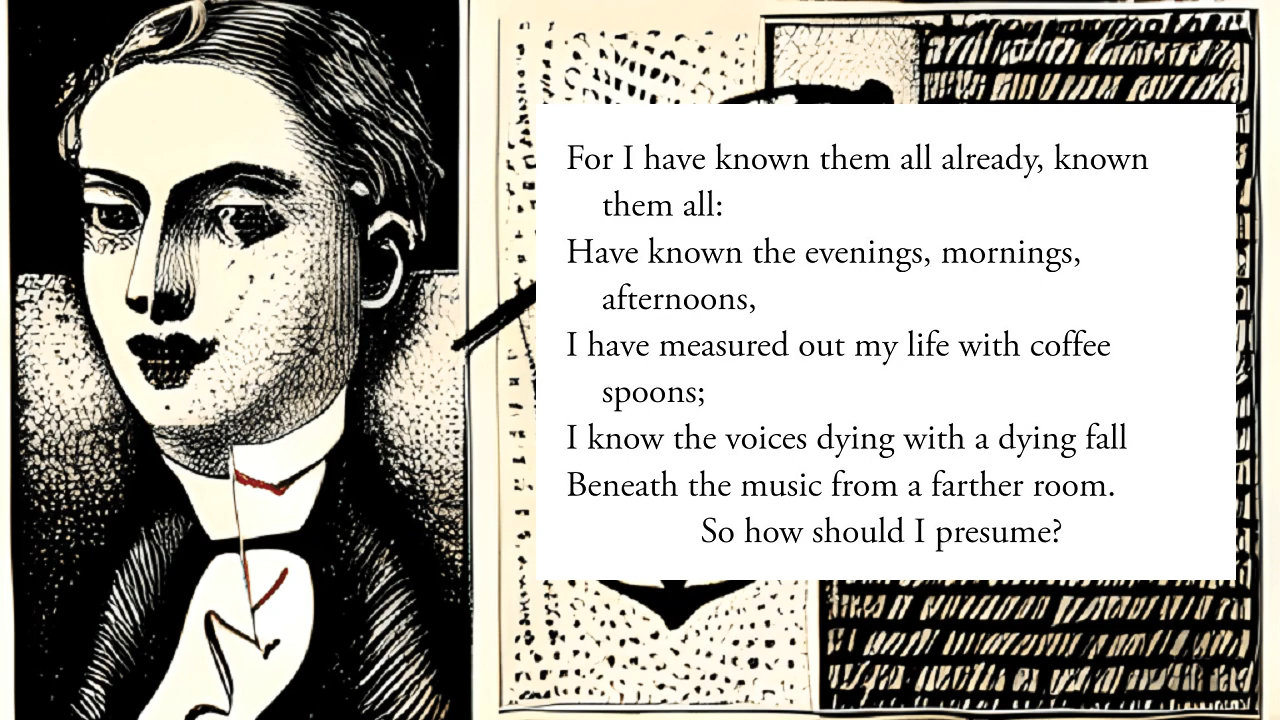 For I have known them all already, known
them all:
Have known the evenings, mornings,
afternoons,
I have measured out my life with coffee
spoons;
I know the voices dying with a dying fall
Beneath the music from a farther room.
So how should I presume?